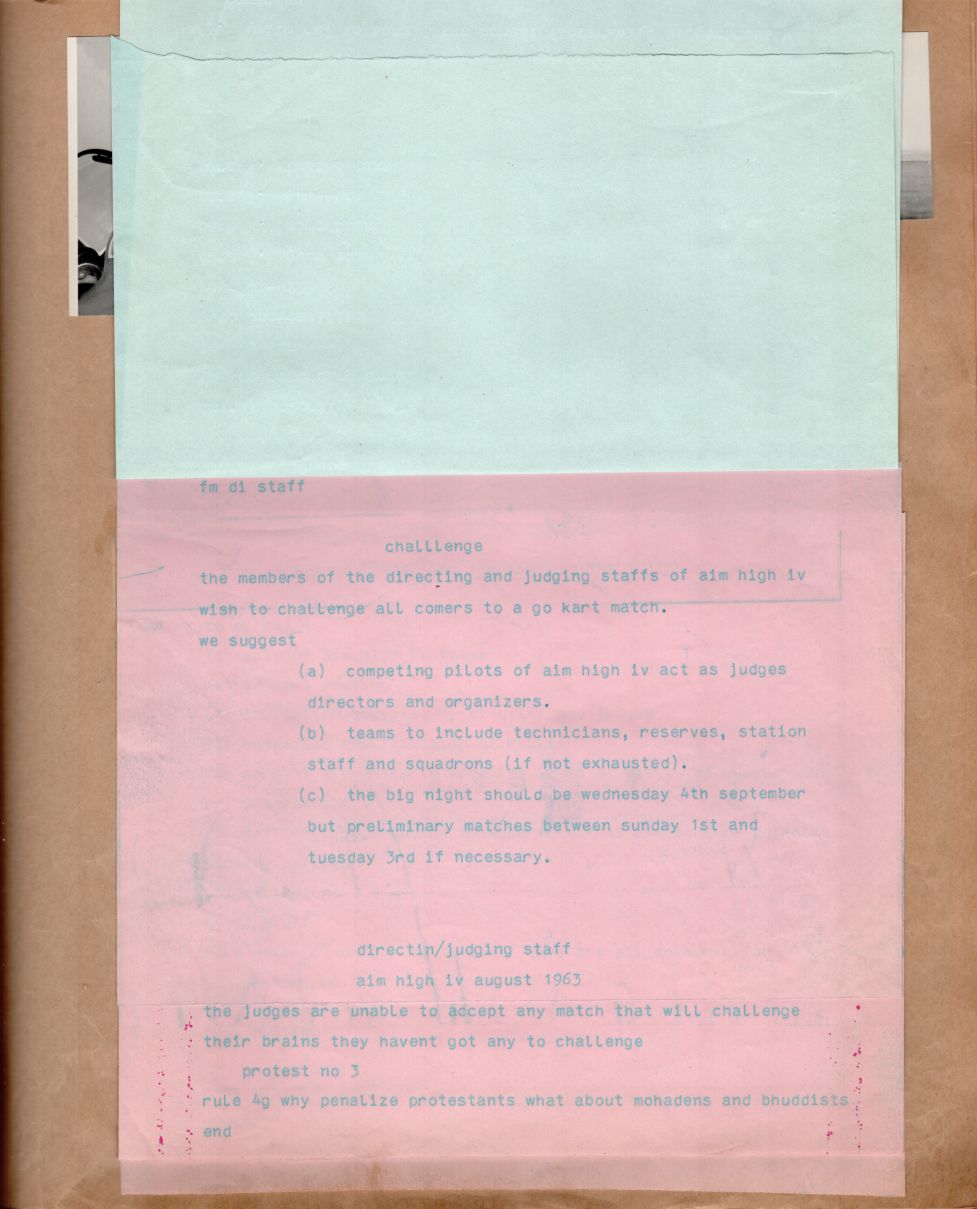 fm di staff
challlenge
the members of the directing and judging staffs of aim high iv
wish to challenge all comers to a go kart match.
we suggest
(a) competing pilots of aim high iv act as judges
directors and organizers.
(b) teams to include technicians, reserves, station
staff and squadrons (if not exhausted).
(c) the big night should be wednesday 4th september
but preliminary matches between sunday 1st and
tuesday 3rd if necessary.
directin/judging staff
aim high iv august 1963
the judges are unable to accept any match that will challenge
their brains they havent got any to challenge
protest no 3
rule 4g why penalize protestants what about mohadens and bhuddists
end